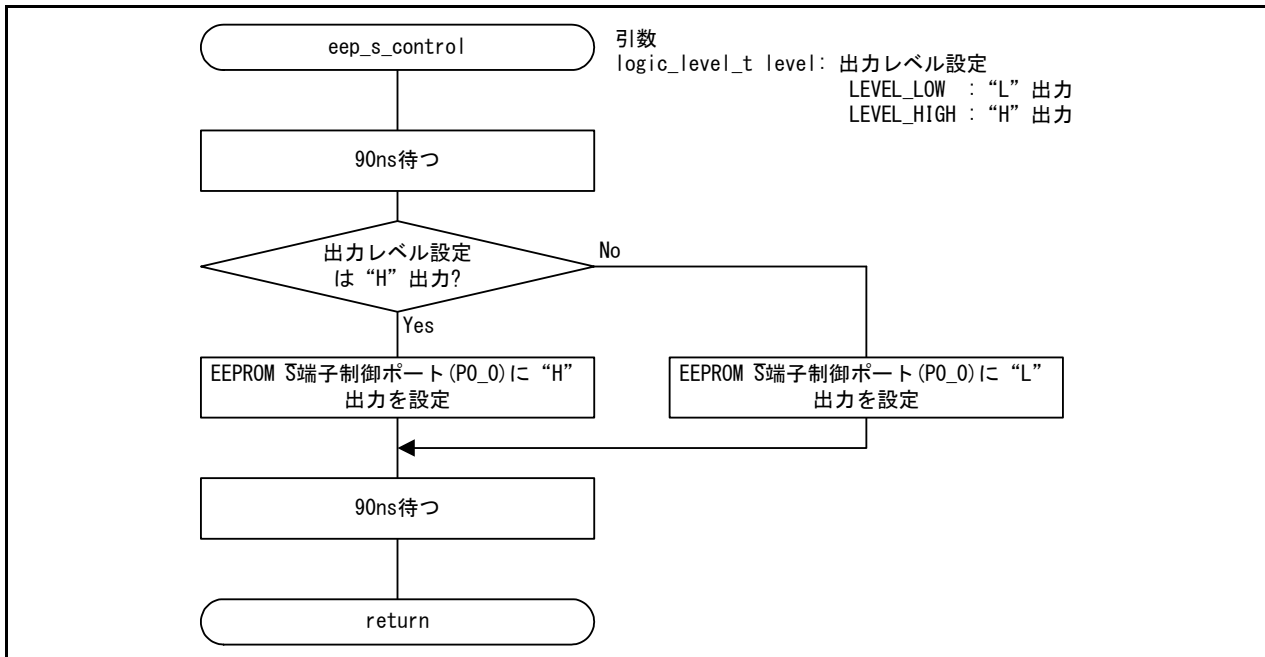 eep_s_control
引数
logic_level_t level: 出力レベル設定
LEVEL_LOW : “L” 出力
LEVEL_HIGH : “H” 出力
90ns待つ
出力レベル設定
は “H” 出力?
No
Yes
EEPROM S̅端子制御ポート(P0_0)に “H”
出力を設定
EEPROM S̅端子制御ポート(P0_0)に “L”
出力を設定
90ns待つ
return